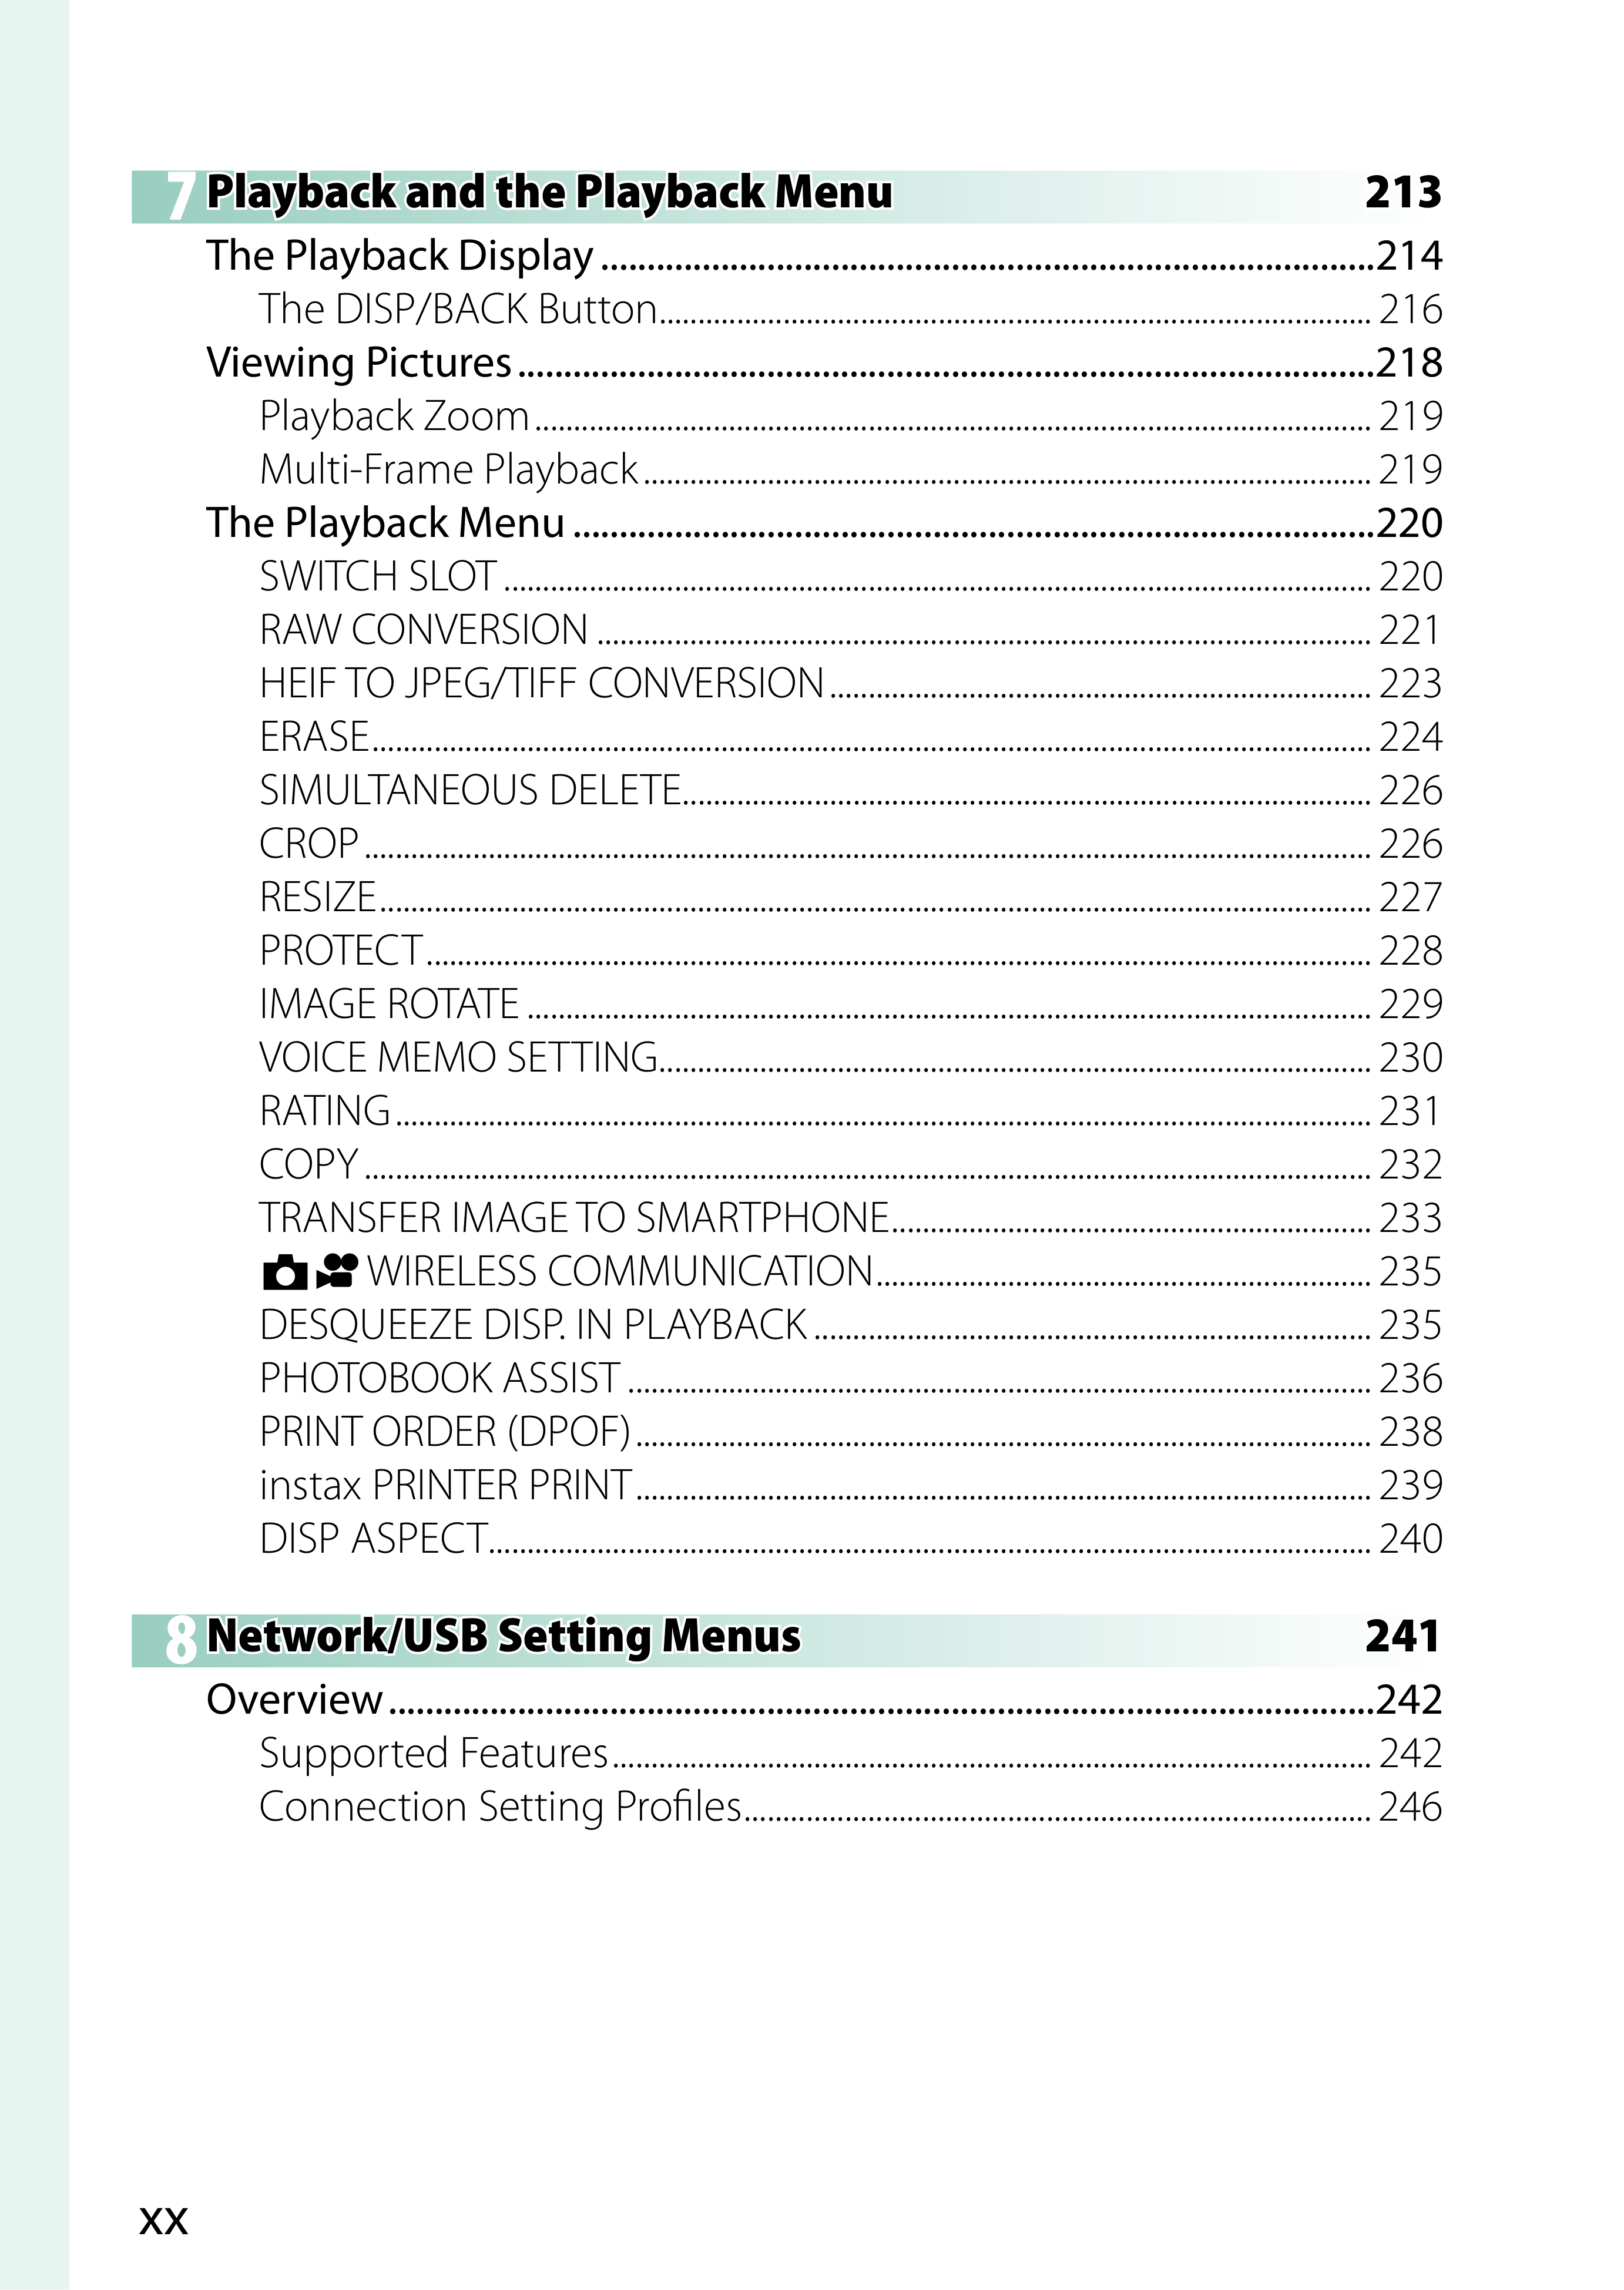 7 Playback and the Playback Menu 213
The Playback Display ..........214
The DISP/BACK Button.......... 216
Viewing Pictures ..........218
Playback Zoom .......... 219
Multi-Frame Playback .......... 219
The Playback Menu ..........220
SWITCH SLOT .......... 220
RAW CONVERSION .......... 221
HEIF TO JPEG/TIFF CONVERSION .......... 223
ERASE.......... 224
SIMULTANEOUS DELETE.......... 226
CROP .......... 226
RESIZE.......... 227
PROTECT.......... 228
IMAGE ROTATE .......... 229
VOICE MEMO SETTING.......... 230
RATING .......... 231
COPY .......... 232
TRANSFER IMAGE TO SMARTPHONE.......... 233
WIRELESS COMMUNICATION.......... 235
DESQUEEZE DISP. IN PLAYBACK .......... 235
PHOTOBOOK ASSIST .......... 236
PRINT ORDER (DPOF) .......... 238
instax PRINTER PRINT .......... 239
DISP ASPECT.......... 240
8 Network/USB Setting Menus 241
Overview ..........242
Supported Features .......... 242
Connection Setting Profiles.......... 246
xx